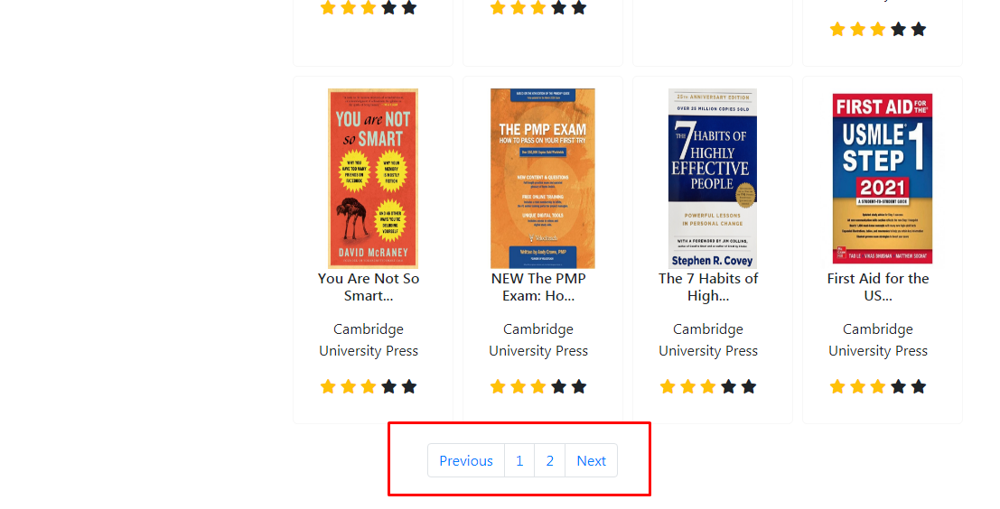 YOU are NOT
so SMART
WHY YOU
HAVE TOO MANY
FRIENDS ON
FACEBOOK
WHY YOUR
MEMORY
IS MOSTLY
FICTION
AND 46 OTHER
WAYS YOU'RE
DELUDING
YOURSELF
DAVID McRANEY
You Are Not So
Smart...
Cambridge
University Press
THE PMP EXAM
HOW TO PASS ON YOUR FIRST TRY
NEW CONTENT & QUESTIONS
FREE ONLINE TRAINING
UNIQUE DIGITAL TOOLS
Velociteach
Written by Andy Crowe, PMP
NEW The PMP
Exam: Ho...
Cambridge
University Press
25TH ANNIVERSARY EDITION
OVER 25 MILLION COPIES SOLD
THE 7 HABITS OF
HIGHLY
EFFECTIVE
PEOPLE
POWERFUL LESSONS
IN PERSONAL CHANGE
WITH A FOREWORD BY JIM COLLINS,
Stephen R. Covey
The 7 Habits of
High...
Cambridge
University Press
FIRST AID FOR THE
USMLE
STEP 1
2021
A STUDENT-TO-STUDENT GUIDE
TAO LE VIKAS BHUSHAN MATTHEW SOCHAT
First Aid for the
US...
Cambridge
University Press
Previous 1 2 Next